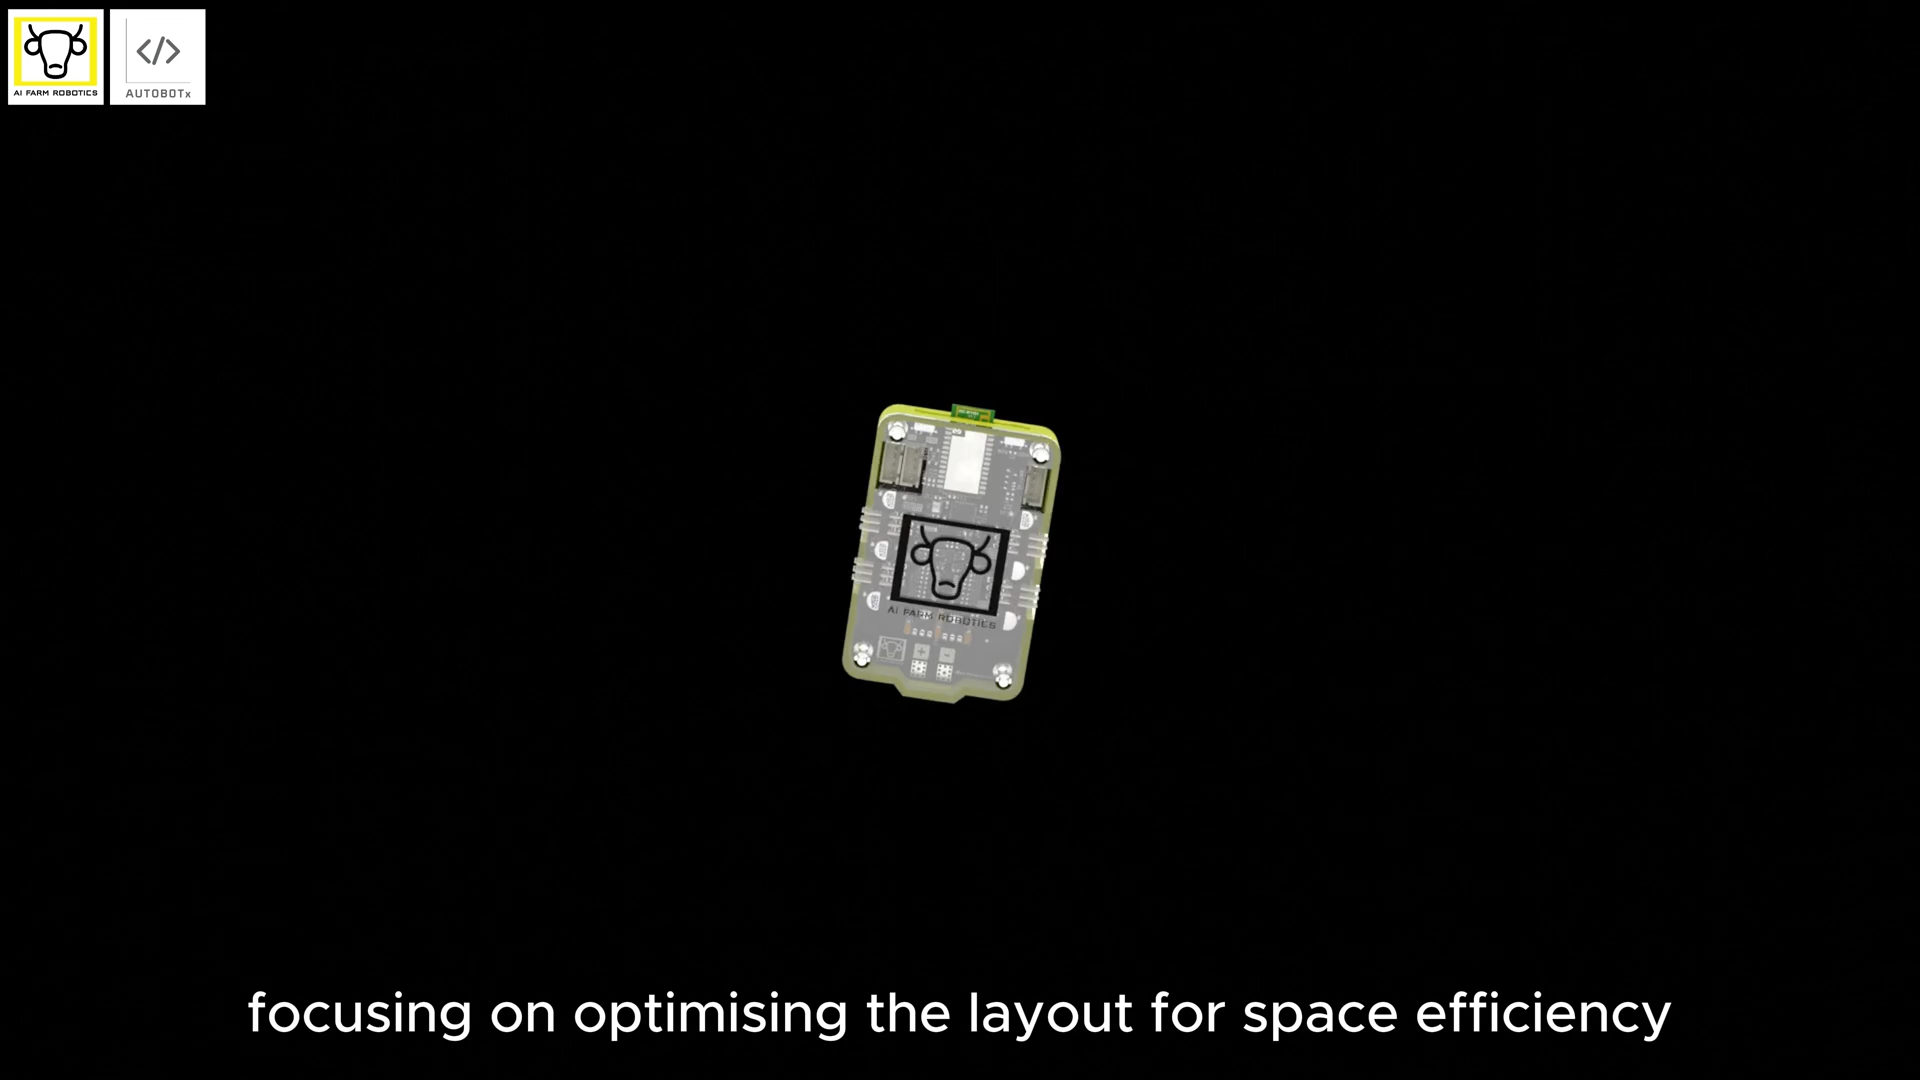 AI FARM ROBOTICS
</>
AUTOBOTx
AI FARM ROBOTICS
+ -
focusing on optimising the layout for space efficiency